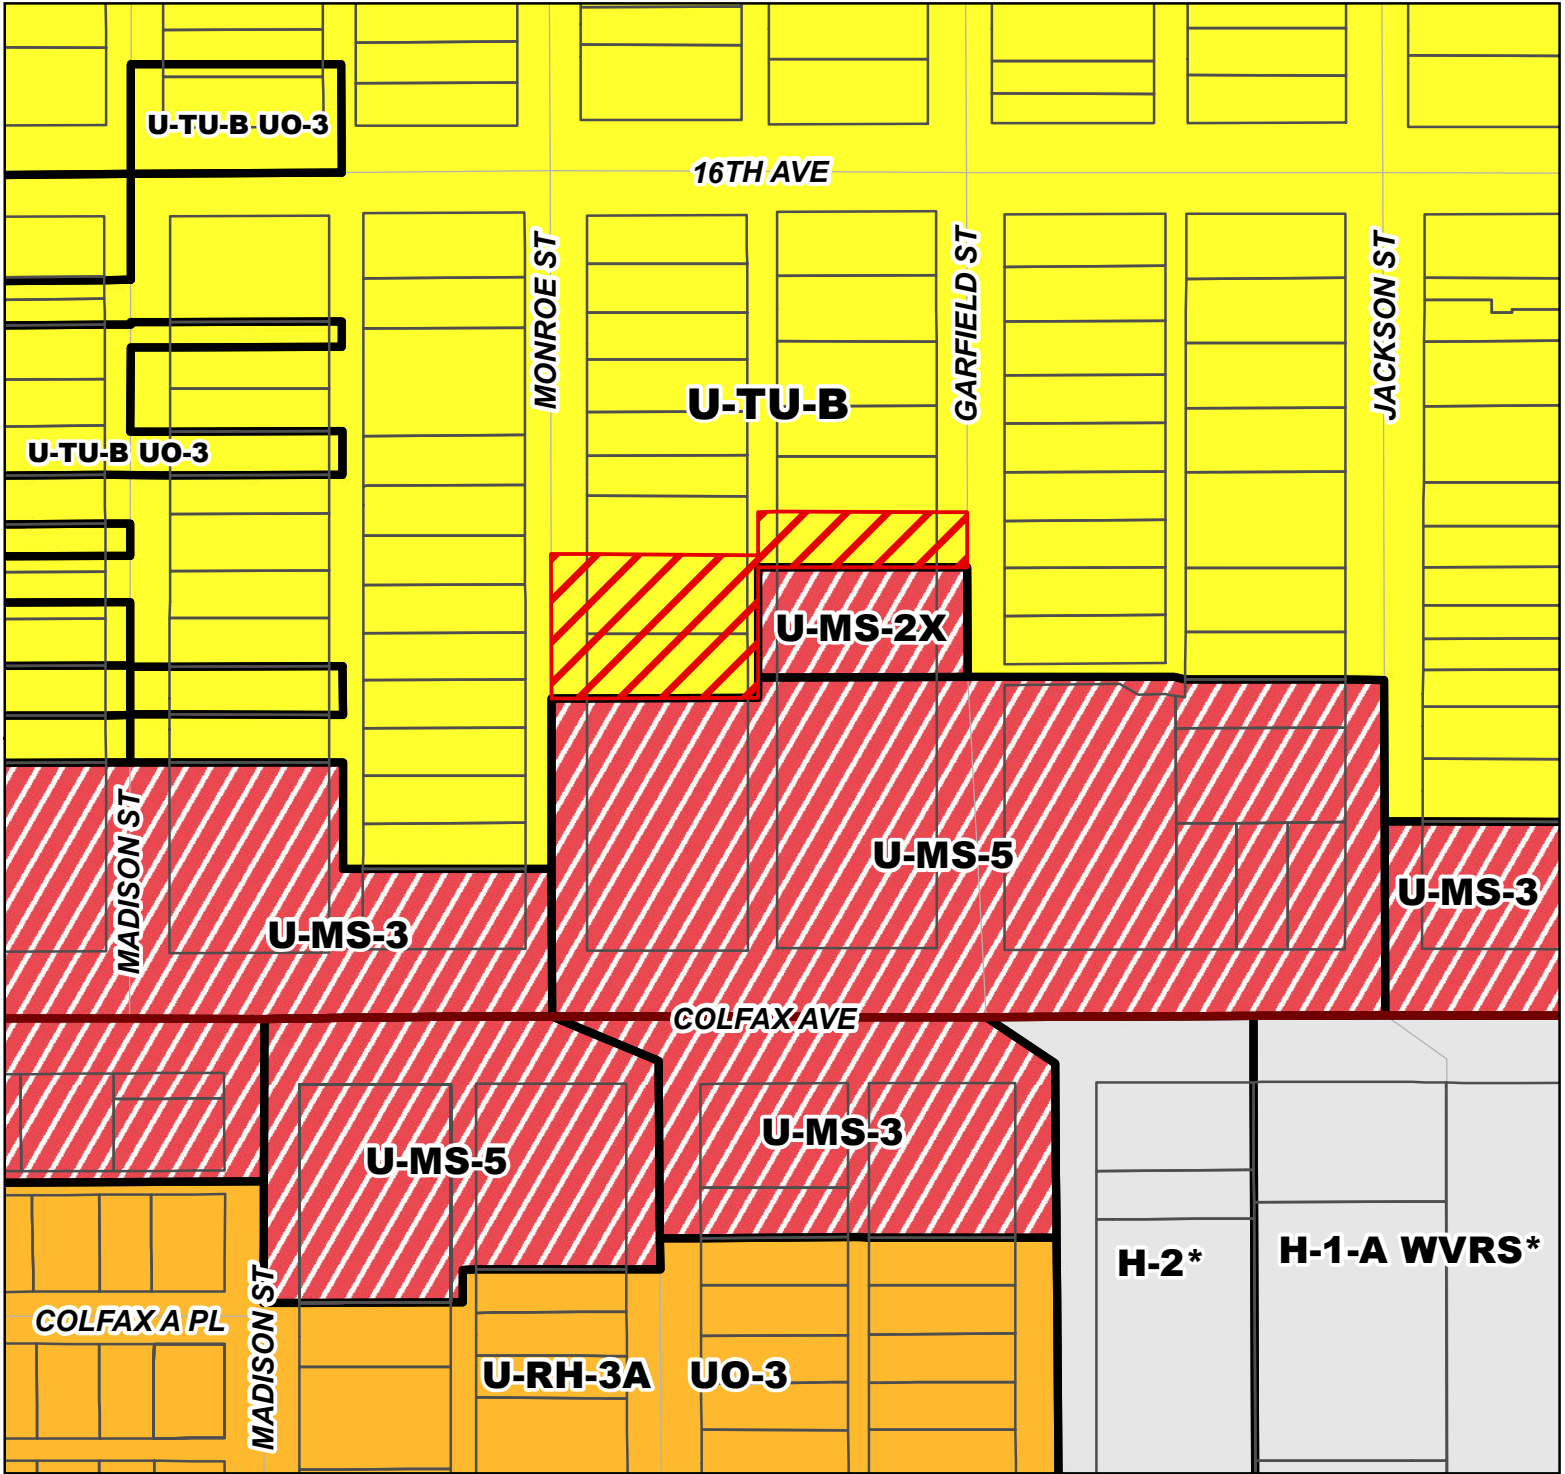 U-TU-B UO-3
16TH AVE
MONROE ST
GARFIELD ST
JACKSON ST
U-TU-B
U-TU-B UO-3
U-MS-2X
MADISON ST
U-MS-5
U-MS-3
U-MS-3
COLFAX AVE
U-MS-3
U-MS-5
H-1-A WVRS*
H-2*
MADISON ST
COLFAX A PL
U-RH-3A UO-3